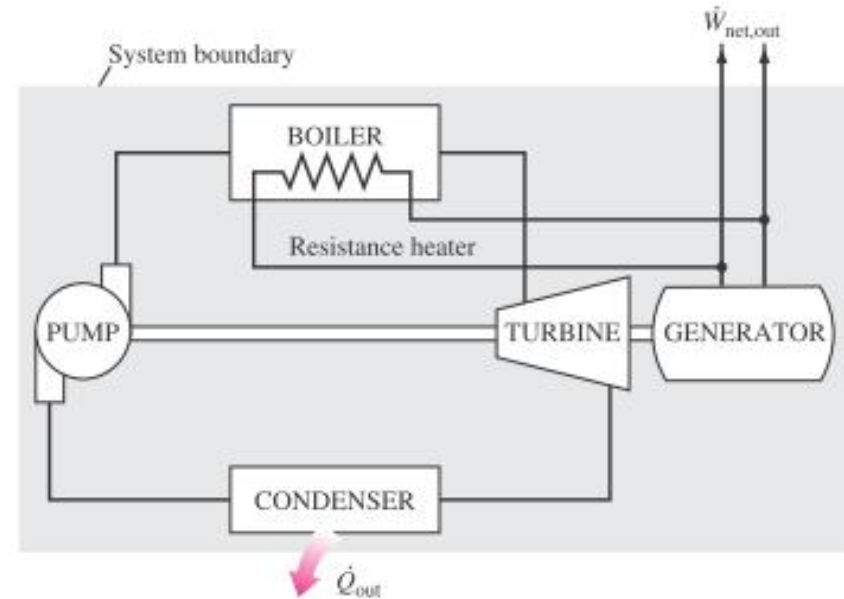 Ẇnet,out
System boundary
BOILER
Resistance heater
PUMP
TURBINE
GENERATOR
CONDENSER
Q̇out